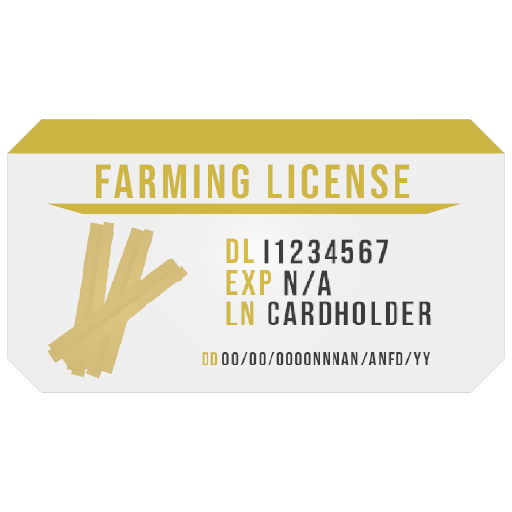 FARMING LICENSE
DL I1234567
EXP N/A
LN CARDHOLDER
DD 00/00/0000NNNAN/ANFD/YY